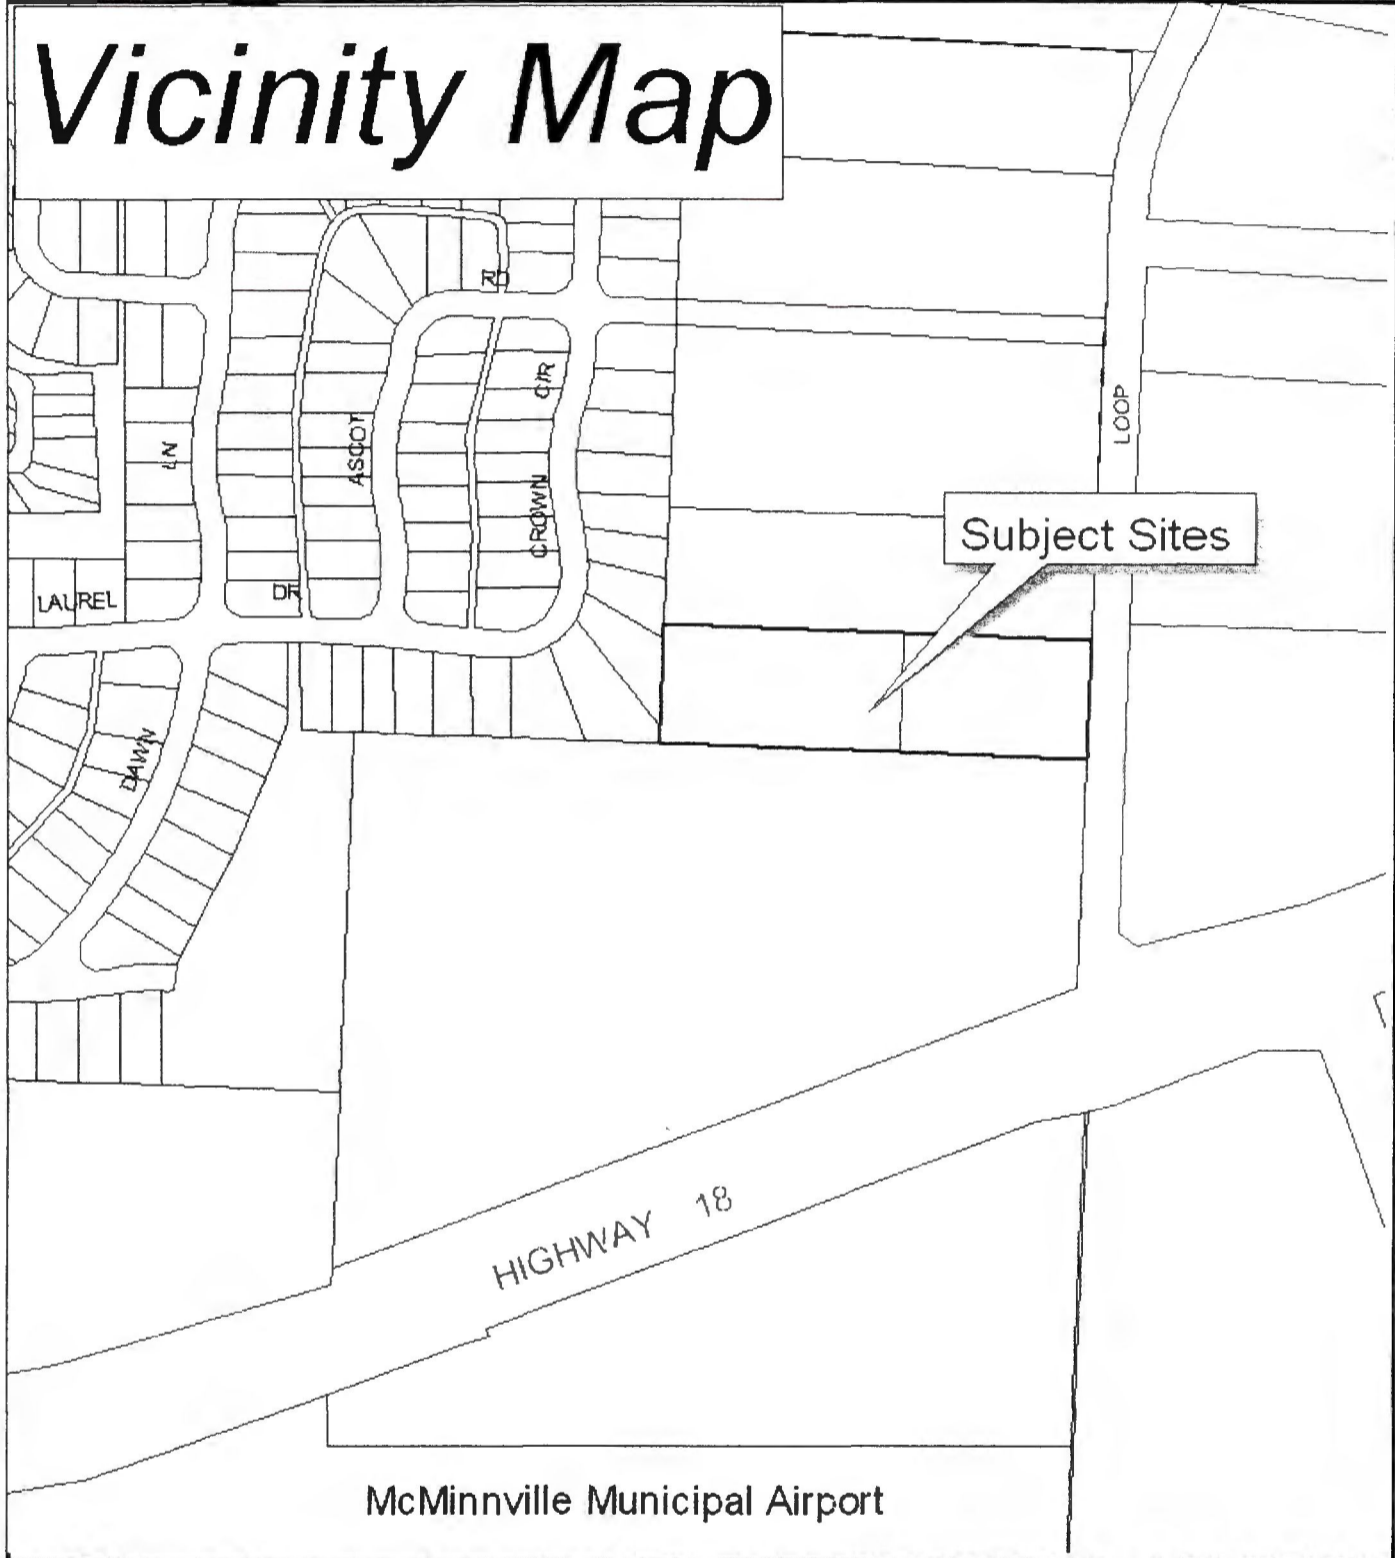 Vicinity Map
RD
CIR
LOOP
ASCOT
LN
CROWN
Subject Sites
DR
LAUREL
DAWN
HIGHWAY 18
McMinnville Municipal Airport